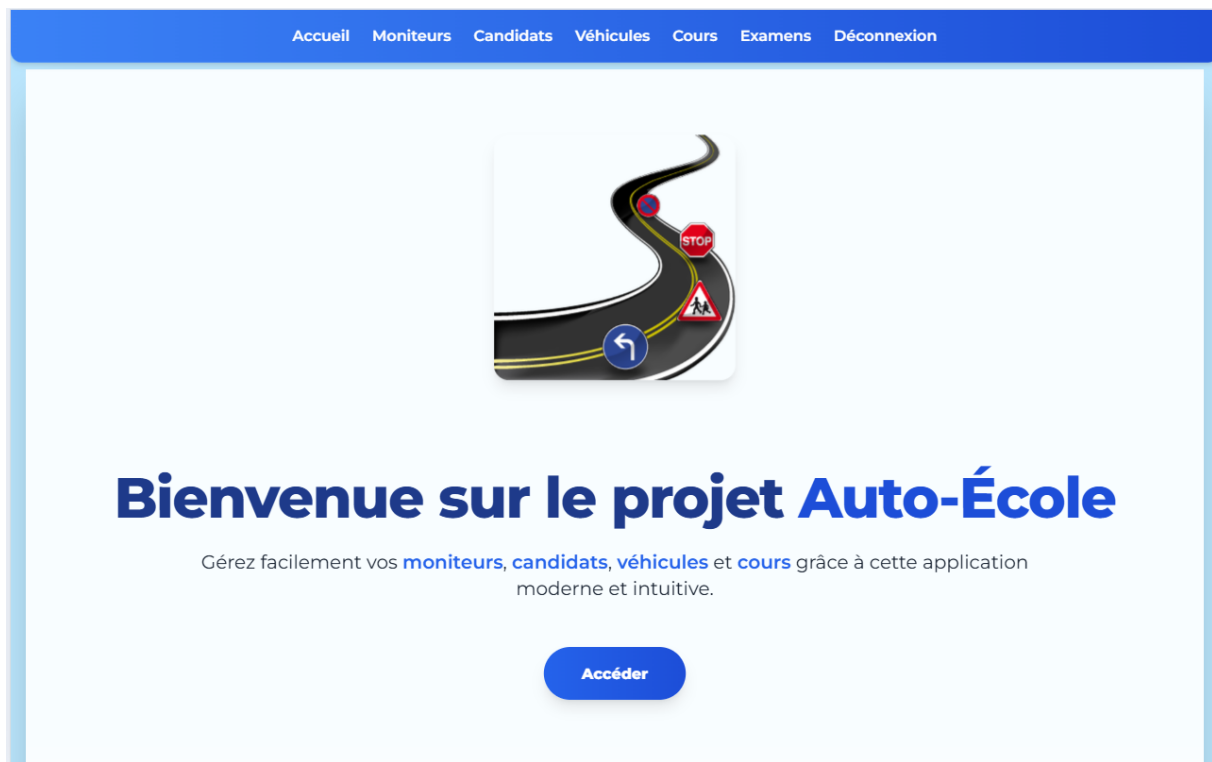 Accueil Moniteurs Candidats Véhicules Cours Examens Déconnexion
STOP
Bienvenue sur le projet Auto-École
Gérez facilement vos moniteurs, candidats, véhicules et cours grâce à cette application
moderne et intuitive.
Accéder